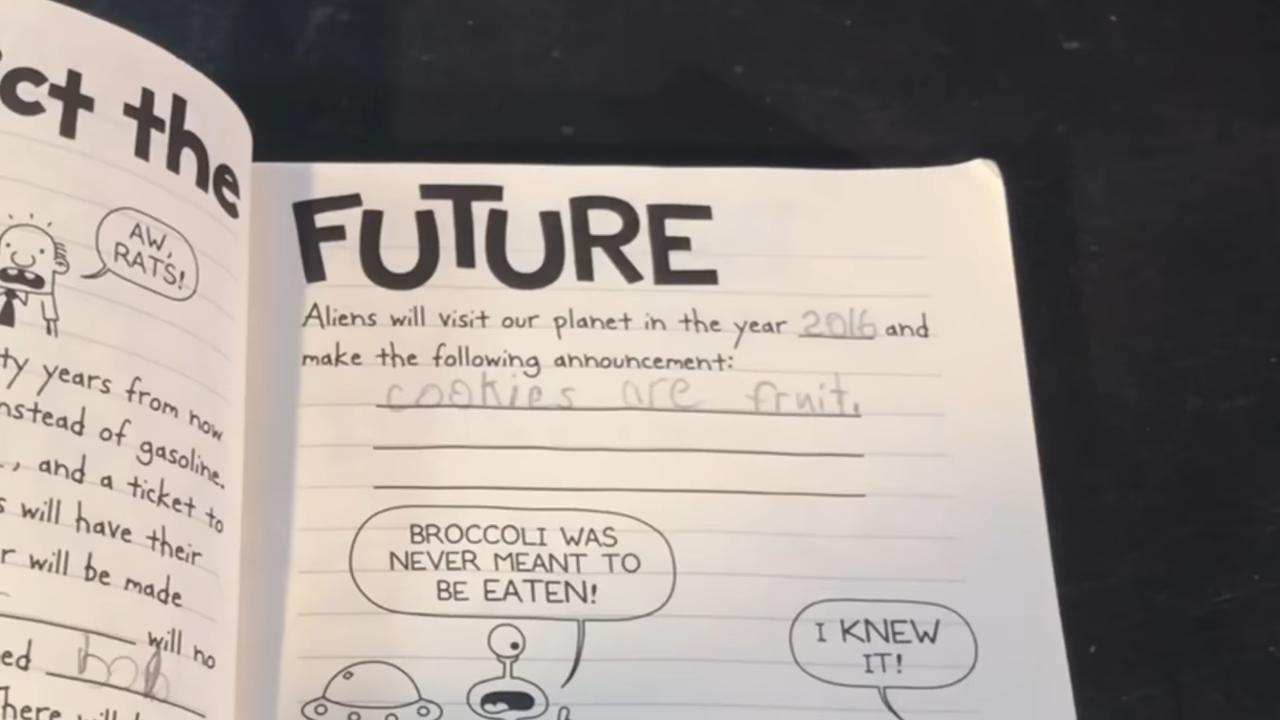 ct the
AW,
RATS!
ty years from now
nstead of gasoline.
, and a ticket to
s will have their
r will be made
will no
ed bob
FUTURE
Aliens will visit our planet in the year 2016 and
make the following announcement:
cookies are fruit.
BROCCOLI WAS
NEVER MEANT TO
BE EATEN!
I KNEW
IT!